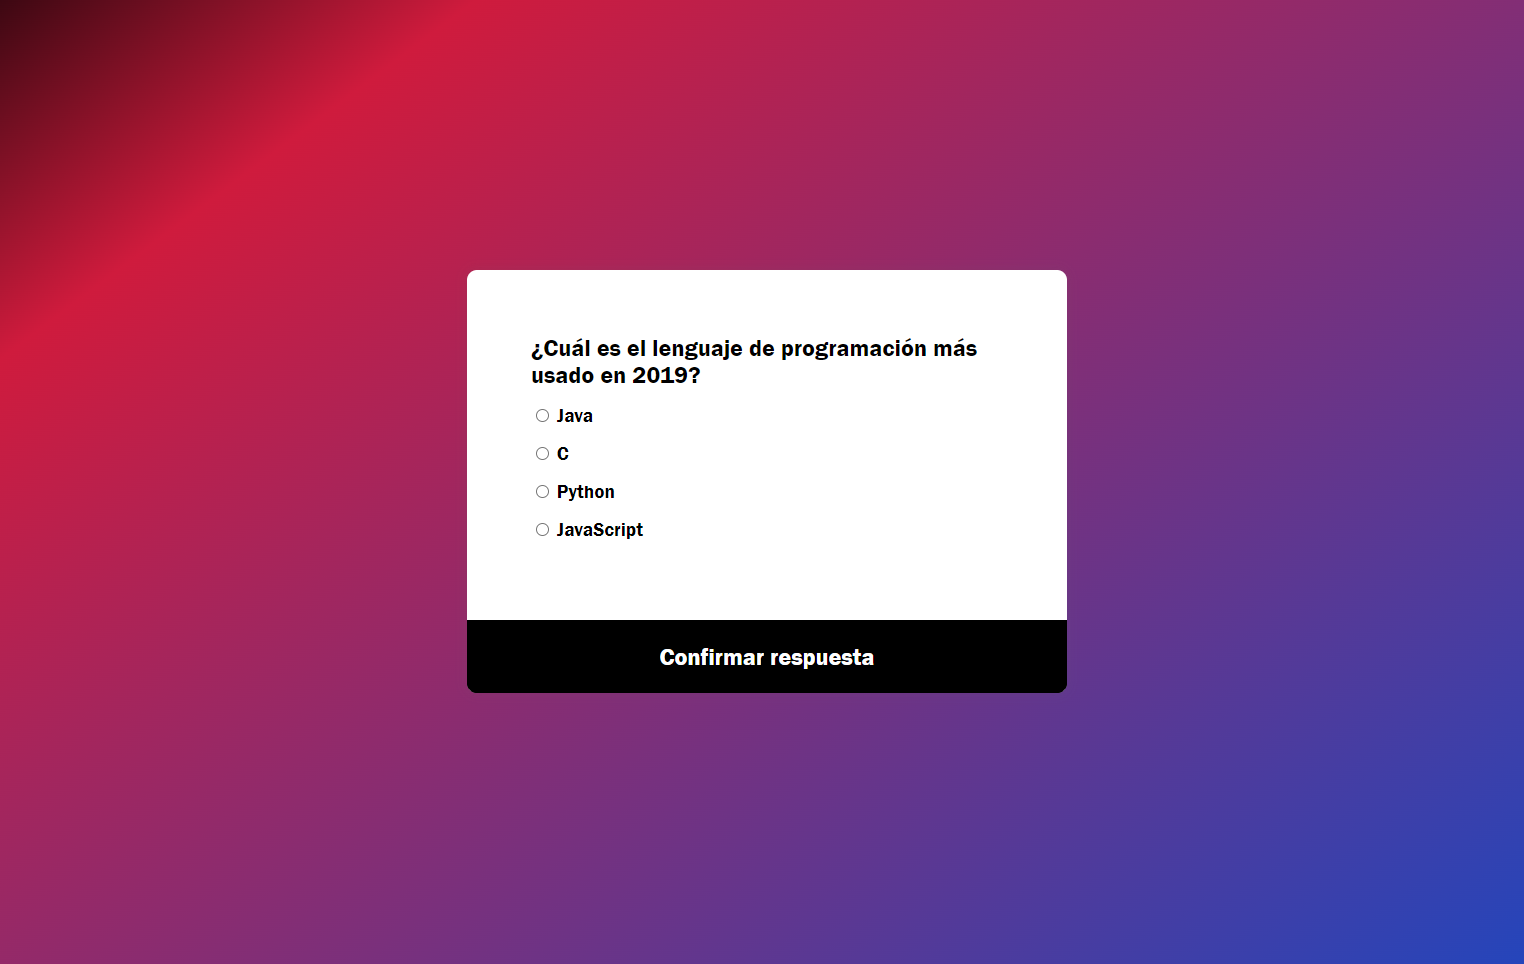 ¿Cuál es el lenguaje de programación más
usado en 2019?
Java
C
Python
JavaScript
Confirmar respuesta